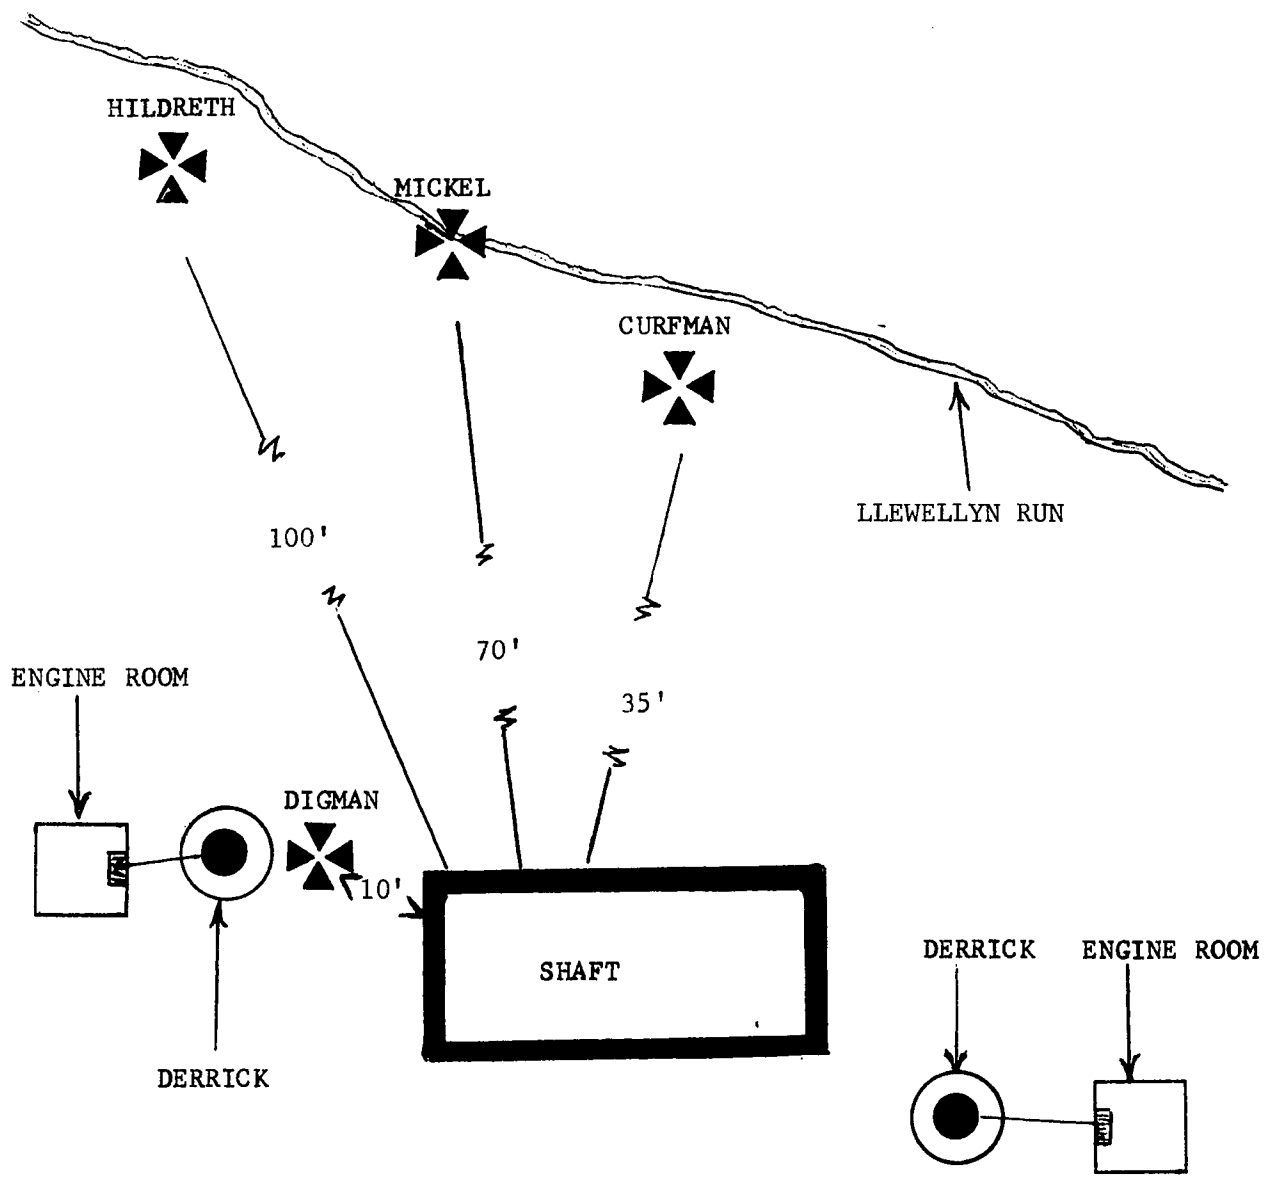 HILDRETH
MICKEL
CURFMAN
LLEWELLYN RUN
100'
70'
35'
ENGINE ROOM
DIGMAN
10'
SHAFT
DERRICK
ENGINE ROOM
DERRICK